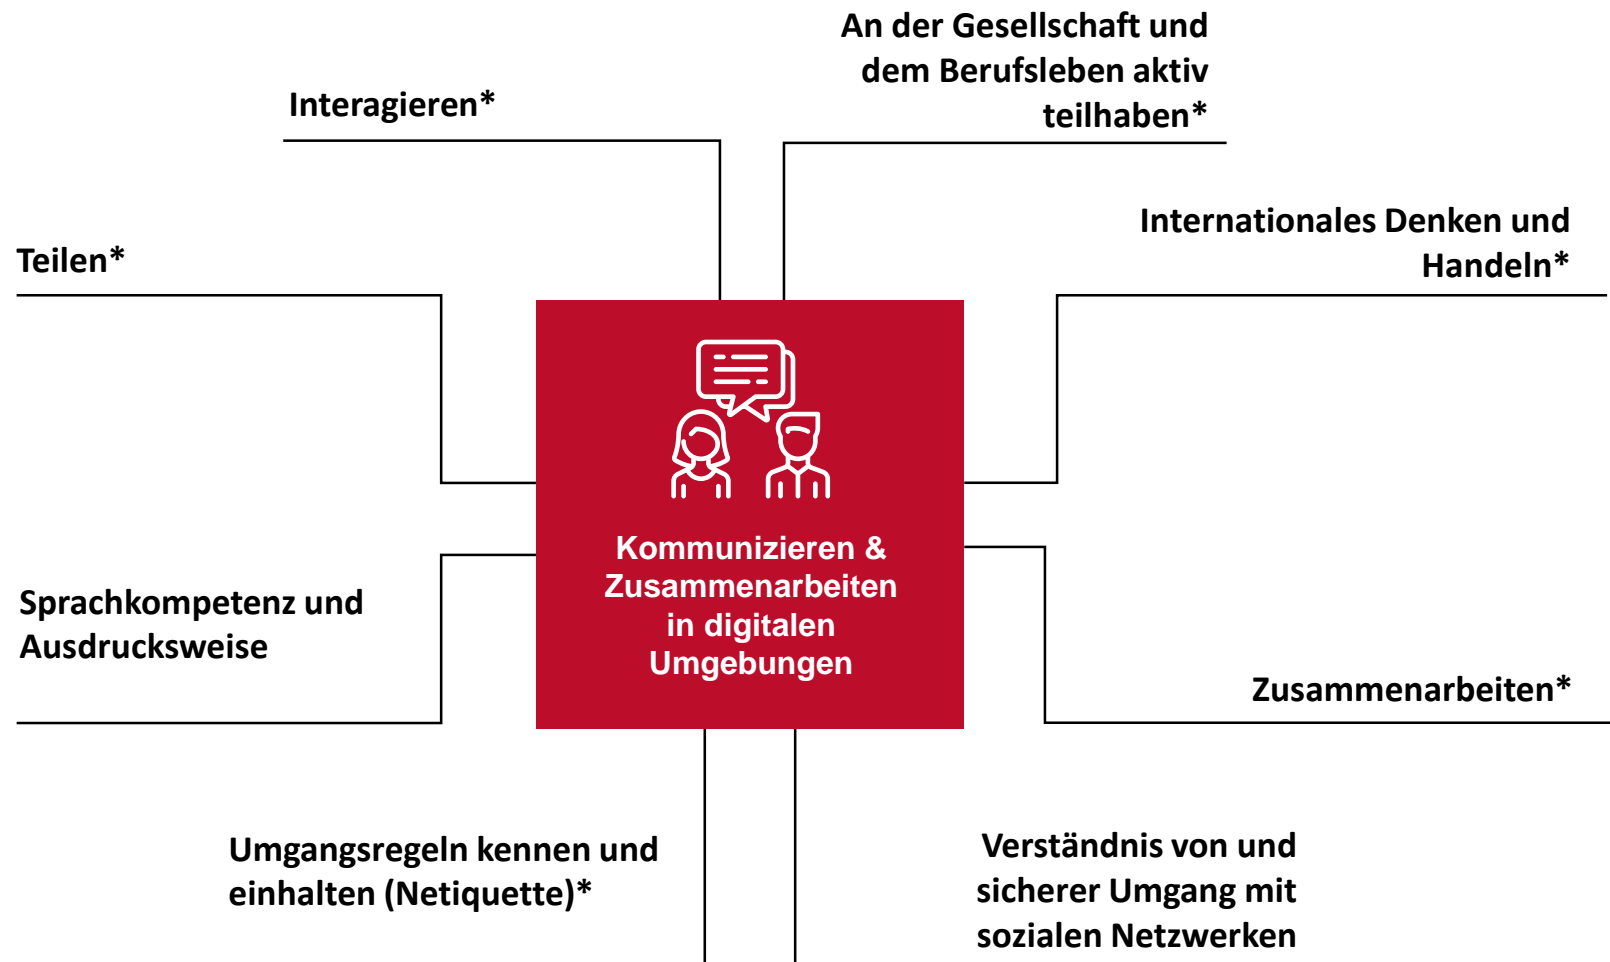 An der Gesellschaft und
dem Berufsleben aktiv
teilhaben*
Interagieren*
Internationales Denken und
Handeln*
Teilen*
Kommunizieren &
Zusammenarbeiten
in digitalen
Umgebungen
Sprachkompetenz und
Ausdrucksweise
Zusammenarbeiten*
Umgangsregeln kennen und
einhalten (Netiquette)*
Verständnis von und
sicherer Umgang mit
sozialen Netzwerken